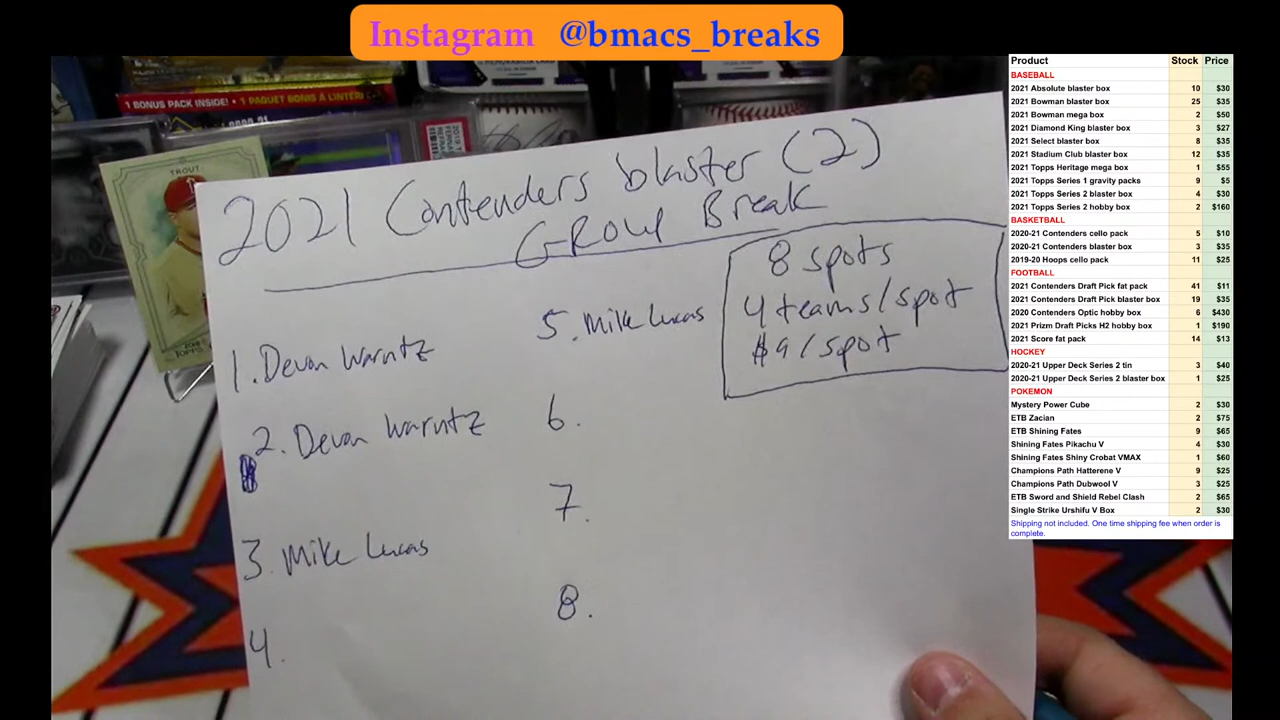 Instagram @bmacs_breaks
1 BONUS PACK INSIDE! • 1 PAQUET BONIS À L'INTÉRI
TROUT
2021 Contenders blaster (2)
Group Break
8 spots
4 teams/spot
$9/spot
1. Devon Warntz
2. Devon Warntz
3. Mike Lucas
4.
5. Mike Lucas
6.
7.
8.
Product Stock Price
BASEBALL
2021 Absolute blaster box 10 $30
2021 Bowman blaster box 25 $35
2021 Bowman mega box 2 $50
2021 Diamond King blaster box 3 $27
2021 Select blaster box 8 $35
2021 Stadium Club blaster box 12 $35
2021 Topps Heritage mega box 1 $55
2021 Topps Series 1 gravity packs 9 $5
2021 Topps Series 2 blaster box 4 $30
2021 Topps Series 2 hobby box 2 $160
BASKETBALL
2020-21 Contenders cello pack 5 $10
2020-21 Contenders blaster box 3 $35
2019-20 Hoops cello pack 11 $25
FOOTBALL
2021 Contenders Draft Pick fat pack 41 $11
2021 Contenders Draft Pick blaster box 19 $35
2020 Contenders Optic hobby box 6 $430
2021 Prizm Draft Picks H2 hobby box 1 $190
2021 Score fat pack 14 $13
HOCKEY
2020-21 Upper Deck Series 2 tin 3 $40
2020-21 Upper Deck Series 2 blaster box 1 $25
POKEMON
Mystery Power Cube 2 $30
ETB Zacian 2 $75
ETB Shining Fates 9 $65
Shining Fates Pikachu V 4 $30
Shining Fates Shiny Crobat VMAX 1 $60
Champions Path Hatterene V 9 $25
Champions Path Dubwool V 3 $25
ETB Sword and Shield Rebel Clash 2 $65
Single Strike Urshifu V Box 2 $30
Shipping not included. One time shipping fee when order is
complete.